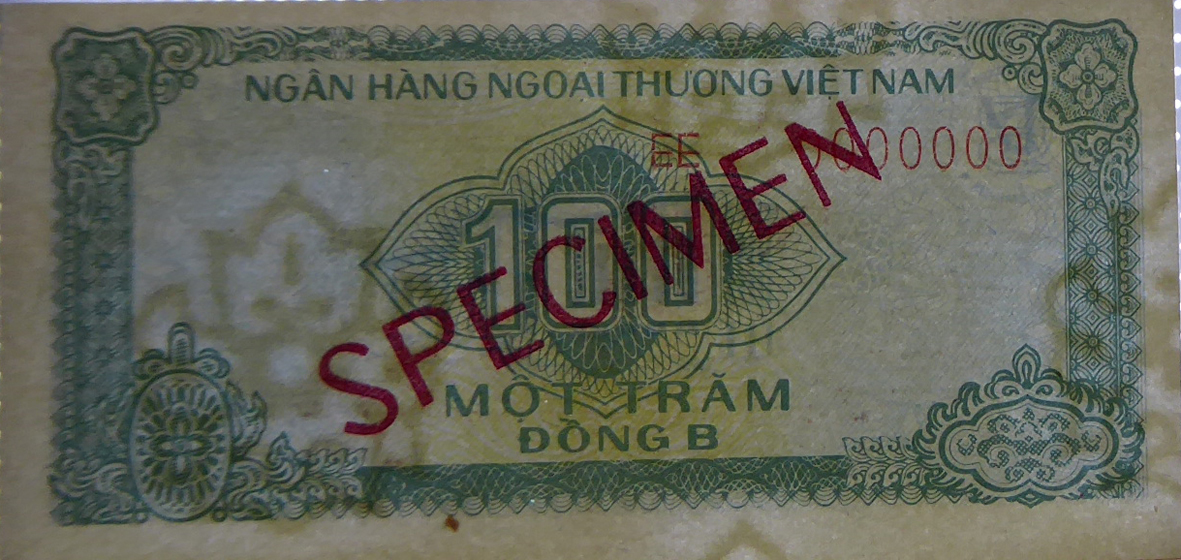 NGÂN HÀNG NGOẠI THƯƠNG VIỆT NAM
EE 0000000
100
SPECIMEN
MỘT TRĂM
ĐỒNG B